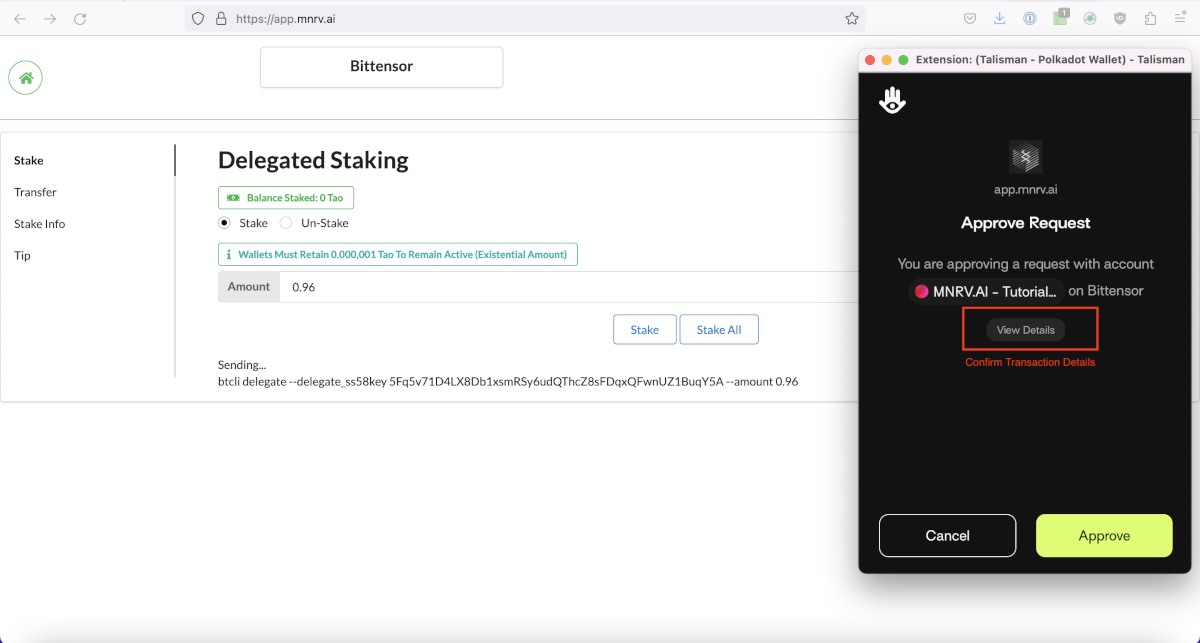 https://app.mnrv.ai
1
Bittensor
Stake
Transfer
Stake Info
Tip
Delegated Staking
Balance Staked: 0 Tao
Stake Un-Stake
Wallets Must Retain 0.000,001 Tao To Remain Active (Existential Amount)
Amount 0.96
Stake Stake All
Sending...
btcli delegate --delegate_ss58key 5Fq5v71D4LX8Db1xsmRSy6udQThcZ8sFDqxQFwnUZ1BuqY5A --amount 0.96
Extension: (Talisman - Polkadot Wallet) - Talisman
app.mnrv.ai
Approve Request
You are approving a request with account
MNRV.AI - Tutorial... on Bittensor
View Details
Confirm Transaction Details
Cancel Approve